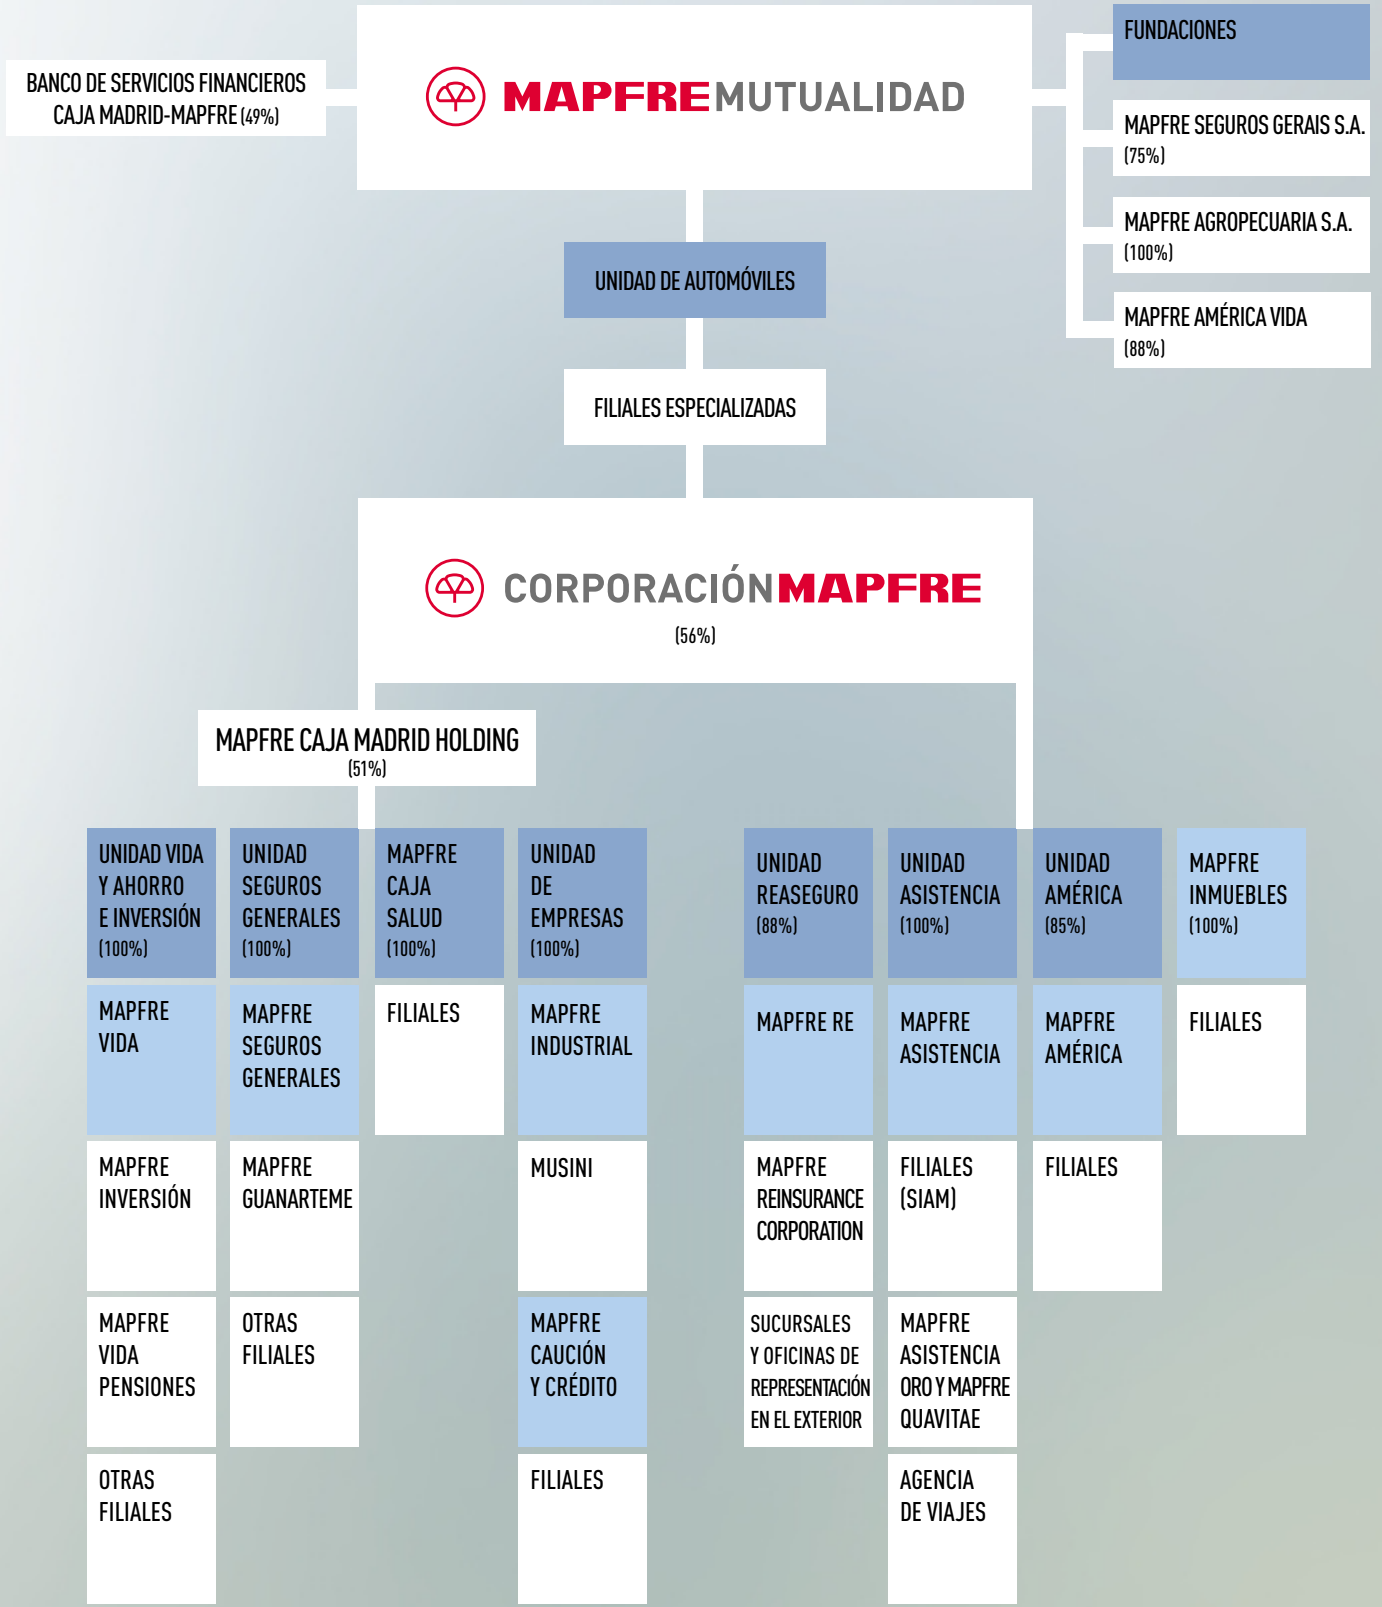 BANCO DE SERVICIOS FINANCIEROS
CAJA MADRID-MAPFRE (49%)
MAPFRE MUTUALIDAD
FUNDACIONES
MAPFRE SEGUROS GERAIS S.A.
(75%)
MAPFRE AGROPECUARIA S.A.
(100%)
MAPFRE AMÉRICA VIDA
(88%)
UNIDAD DE AUTOMÓVILES
FILIALES ESPECIALIZADAS
CORPORACIÓN MAPFRE
(56%)
MAPFRE CAJA MADRID HOLDING
(51%)
UNIDAD VIDA
Y AHORRO
E INVERSIÓN
(100%)
MAPFRE
VIDA
MAPFRE
INVERSIÓN
MAPFRE
VIDA
PENSIONES
OTRAS
FILIALES
UNIDAD
SEGUROS
GENERALES
(100%)
MAPFRE
SEGUROS
GENERALES
MAPFRE
GUANARTEME
OTRAS
FILIALES
MAPFRE
CAJA
SALUD
(100%)
FILIALES
UNIDAD
DE
EMPRESAS
(100%)
MAPFRE
INDUSTRIAL
MUSINI
MAPFRE
CAUCIÓN
Y CRÉDITO
FILIALES
UNIDAD
REASEGURO
(88%)
MAPFRE RE
MAPFRE
REINSURANCE
CORPORATION
SUCURSALES
Y OFICINAS DE
REPRESENTACIÓN
EN EL EXTERIOR
UNIDAD
ASISTENCIA
(100%)
MAPFRE
ASISTENCIA
FILIALES
(SIAM)
MAPFRE
ASISTENCIA
ORO Y MAPFRE
QUAVITAE
AGENCIA
DE VIAJES
UNIDAD
AMÉRICA
(85%)
MAPFRE
AMÉRICA
FILIALES
MAPFRE
INMUEBLES
(100%)
FILIALES